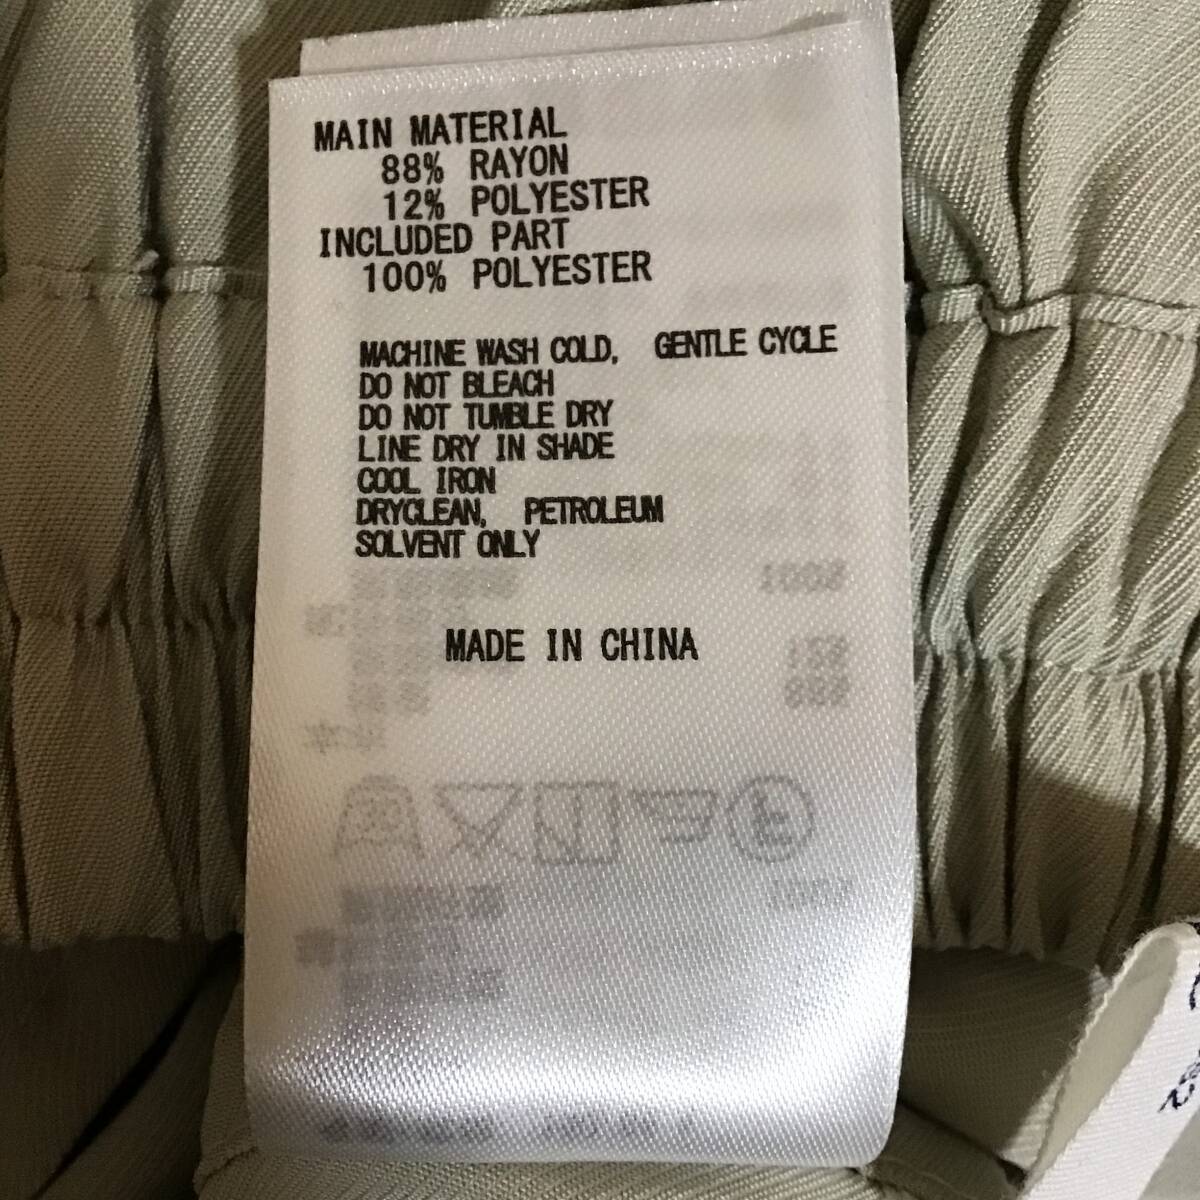 MAIN MATERIAL
88% RAYON
12% POLYESTER
INCLUDED PART
100% POLYESTER
MACHINE WASH COLD, GENTLE CYCLE
DO NOT BLEACH
DO NOT TUMBLE DRY
LINE DRY IN SHADE
COOL IRON
DRYCLEAN, PETROLEUM
SOLVENT ONLY
MADE IN CHINA